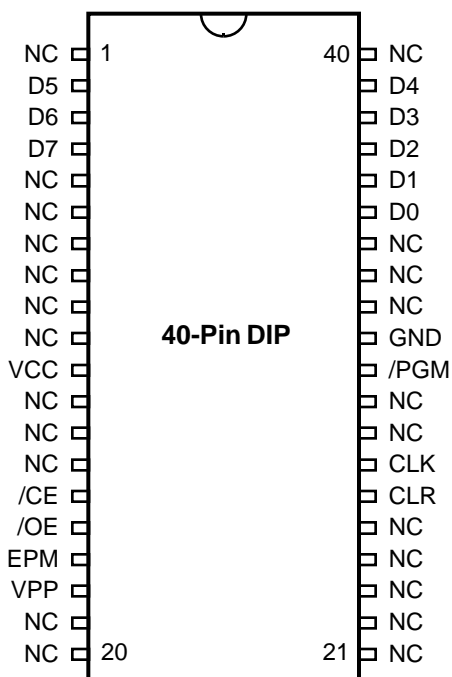 NC 1 40 NC
D5 D4
D6 D3
D7 D2
NC D1
NC D0
NC NC
NC NC
NC NC
NC 40-Pin DIP GND
VCC /PGM
NC NC
NC NC
NC CLK
/CE CLR
/OE NC
EPM NC
VPP NC
NC NC
NC 20 21 NC